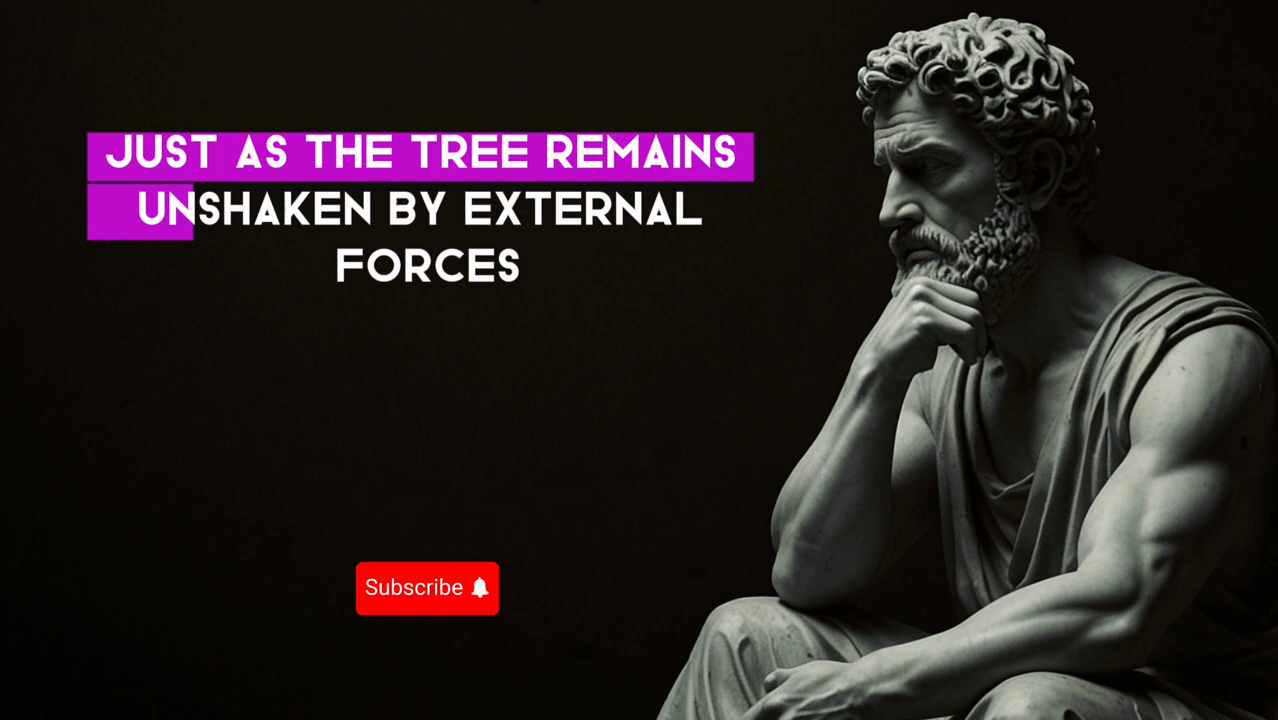 JUST AS THE TREE REMAINS
UNSHAKEN BY EXTERNAL
FORCES
Subscribe